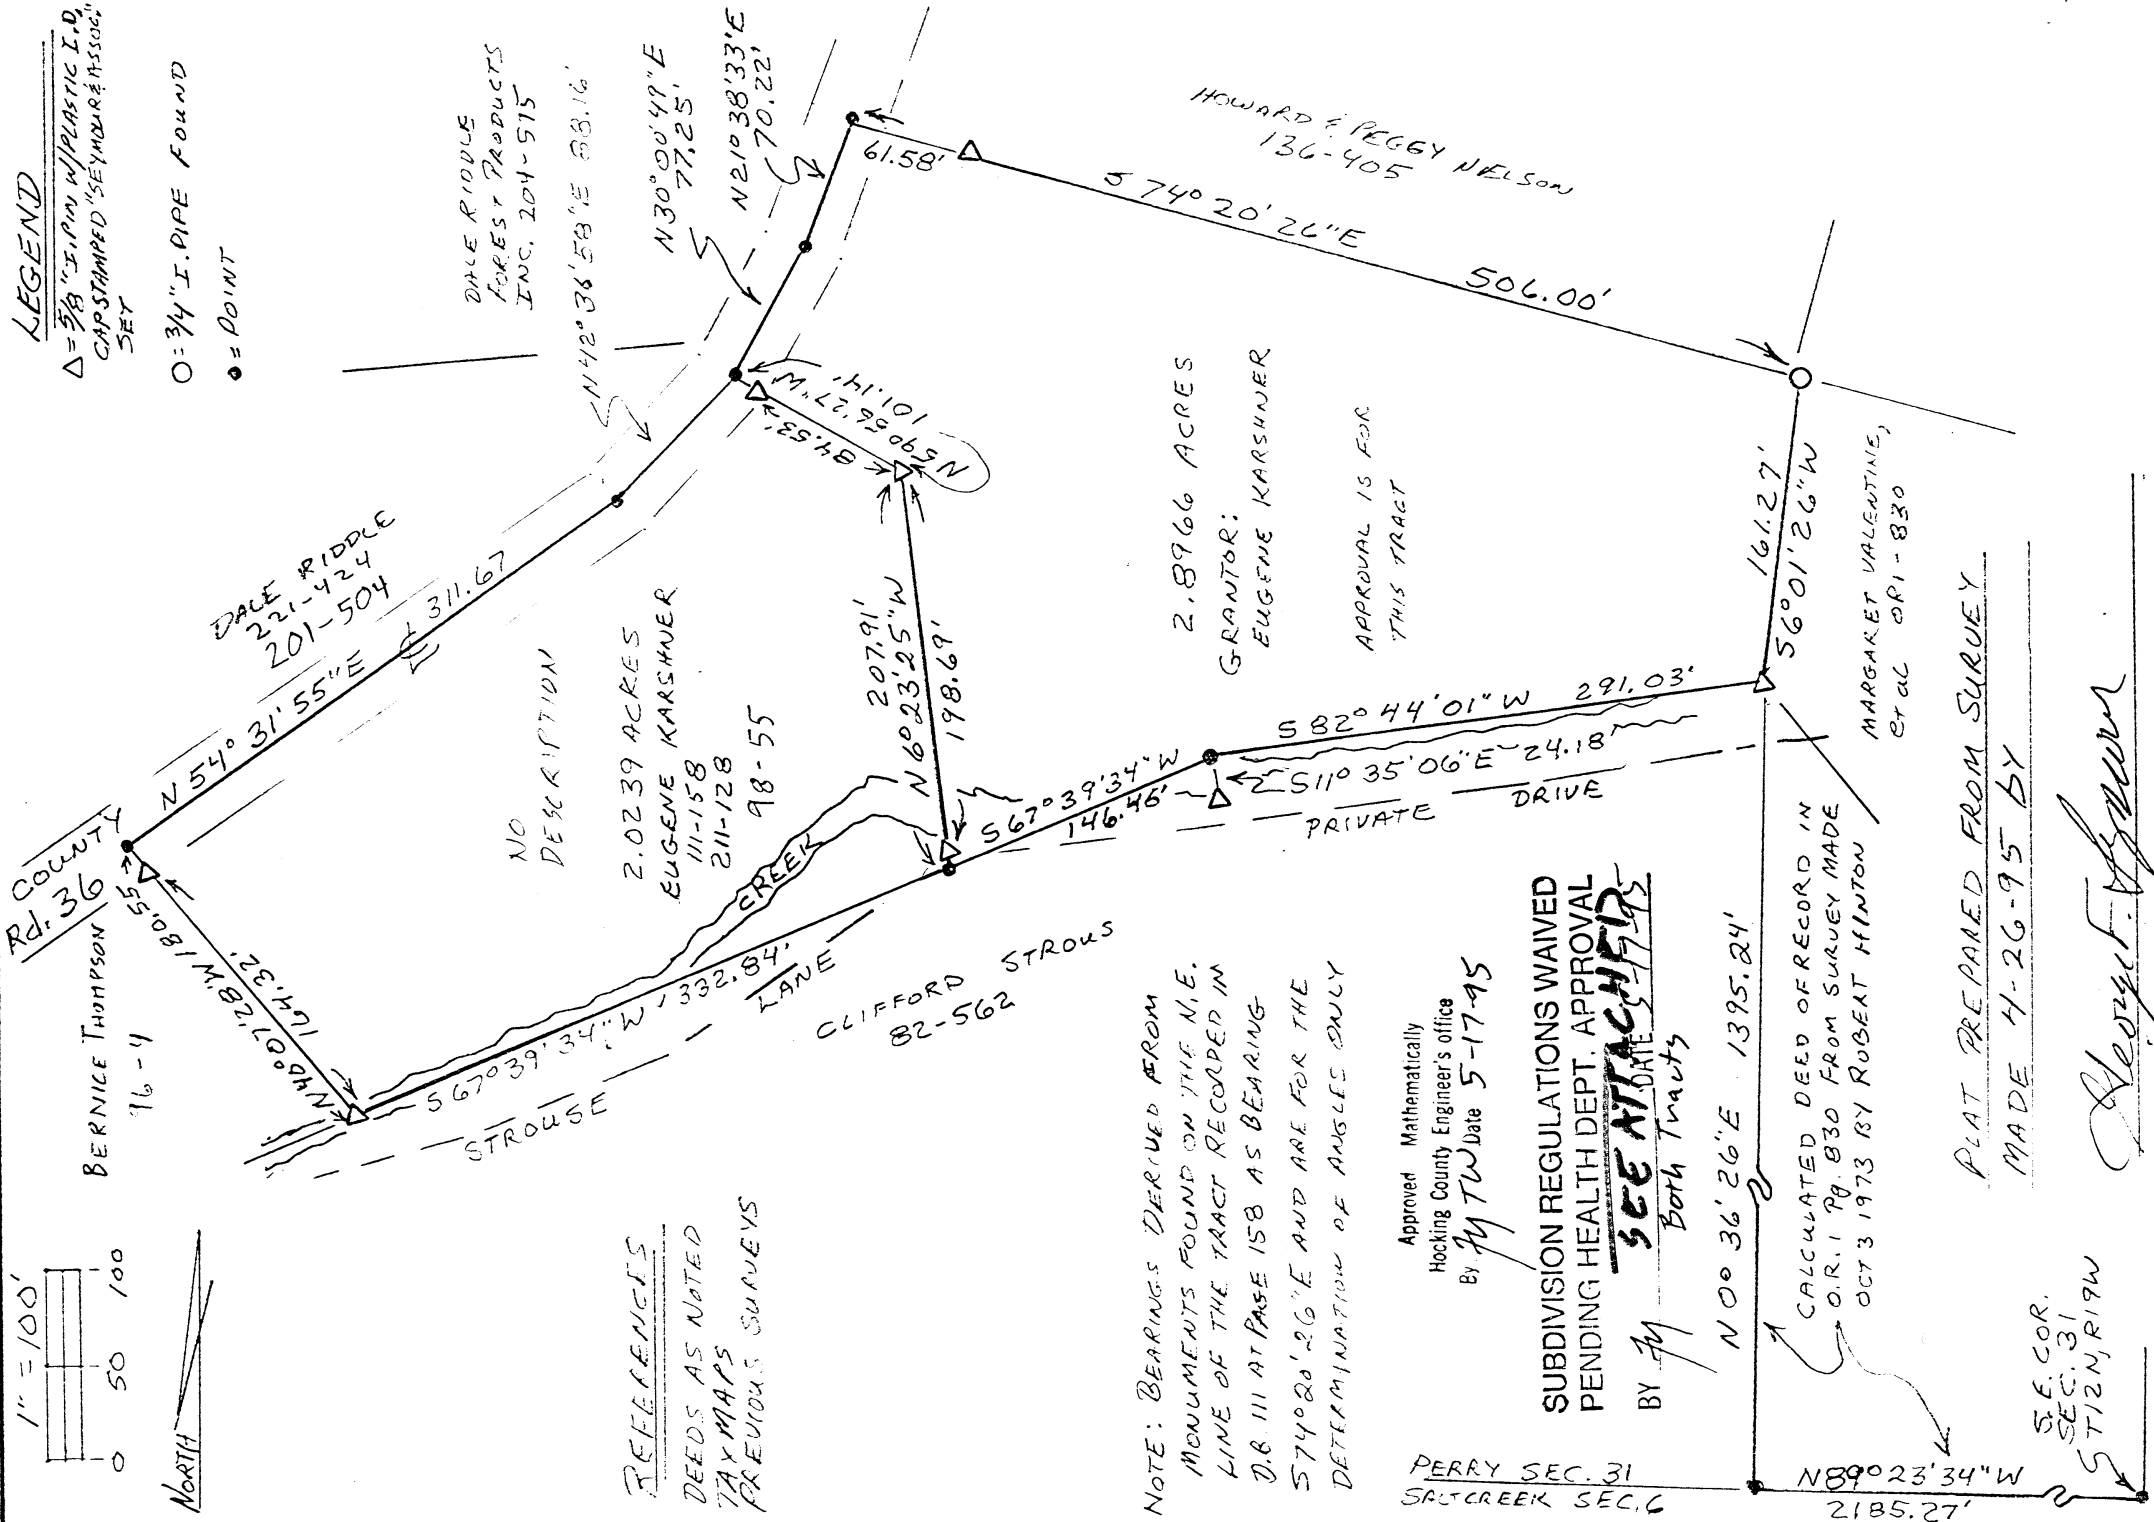 LEGEND
△ = 5/8" I. PIN W/PLASTIC I.D.
CAP STAMPED "SEYMOUR & ASSOC."
SET
○ = 3/4" I. PIPE FOUND
● = POINT
1" = 100'
0 50 100
NORTH
COUNTY
Rd. 36
BERNICE THOMPSON
96-4
DALE RIDDLE
221-424
201-504
N 54° 31' 55" E
311.67
DALE RIDDLE
FOREST PRODUCTS
INC. 204-575
N 42° 36' 58" E 88.16'
N 30° 00' 49" E
77.25'
N 21° 38' 33" E
70.22'
61.58'
HOWARD & PEGGY NELSON
136-405
S 74° 20' 26" E
506.00'
N 40° 07' 28" W 180.55
164.32'
NO
DESCRIPTION
2.0239 ACRES
EUGENE KARSHNER
111-158
211-128
98-55
CREEK
84.53'
N 59° 56' 27" W
101.14'
207.91'
N 6° 23' 25" W
198.69'
2.8966 ACRES
GRANTOR:
EUGENE KARSHNER
APPROVAL IS FOR
THIS TRACT
S 67° 39' 34" W 332.84'
STROUSE LANE
CLIFFORD STROUS
82-562
S 67° 39' 34" W
146.46'
S 82° 44' 01" W 291.03'
S 11° 35' 06" E 24.18'
PRIVATE DRIVE
161.27'
S 6° 01' 26" W
MARGARET VALENTINE,
et al OR1-830
REFERENCES
DEEDS AS NOTED
TAX MAPS
PREVIOUS SURVEYS
NOTE: BEARINGS DERIVED FROM
MONUMENTS FOUND ON THE N.E.
LINE OF THE TRACT RECORDED IN
D.B. 111 AT PAGE 158 AS BEARING
S 74° 20' 26" E AND ARE FOR THE
DETERMINATION OF ANGLES ONLY
Approved Mathematically
Hocking County Engineer's office
By TW Date 5-17-95
SUBDIVISION REGULATIONS WAIVED
PENDING HEALTH DEPT. APPROVAL
SEE ATTACHED
BY DATE 5-17-95
Both Tracts
N 0° 36' 26" E 1395.24'
CALCULATED DEED OF RECORD IN
O.R. 1 Pg. 830 FROM SURVEY MADE
OCT 3 1973 BY ROBERT HINTON
PERRY SEC. 31
SALTCREEK SEC. 6
N 89° 23' 34" W
2185.27'
S.E. COR.
SEC. 31
T12N, R19W
PLAT PREPARED FROM SURVEY
MADE 4-26-95 BY
George F. Seymour